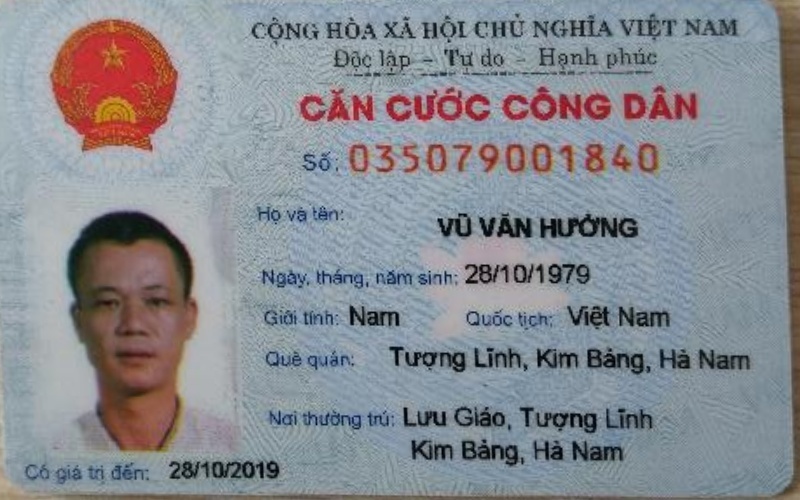 CỘNG HÒA XÃ HỘI CHỦ NGHĨA VIỆT NAM
Độc lập – Tự do – Hạnh phúc
CĂN CƯỚC CÔNG DÂN
Số: 035079001840
Họ và tên: VŨ VĂN HƯỞNG
Ngày, tháng, năm sinh: 28/10/1979
Giới tính: Nam Quốc tịch: Việt Nam
Quê quán: Tượng Lĩnh, Kim Bảng, Hà Nam
Nơi thường trú: Lưu Giáo, Tượng Lĩnh
Kim Bảng, Hà Nam
Có giá trị đến: 28/10/2019